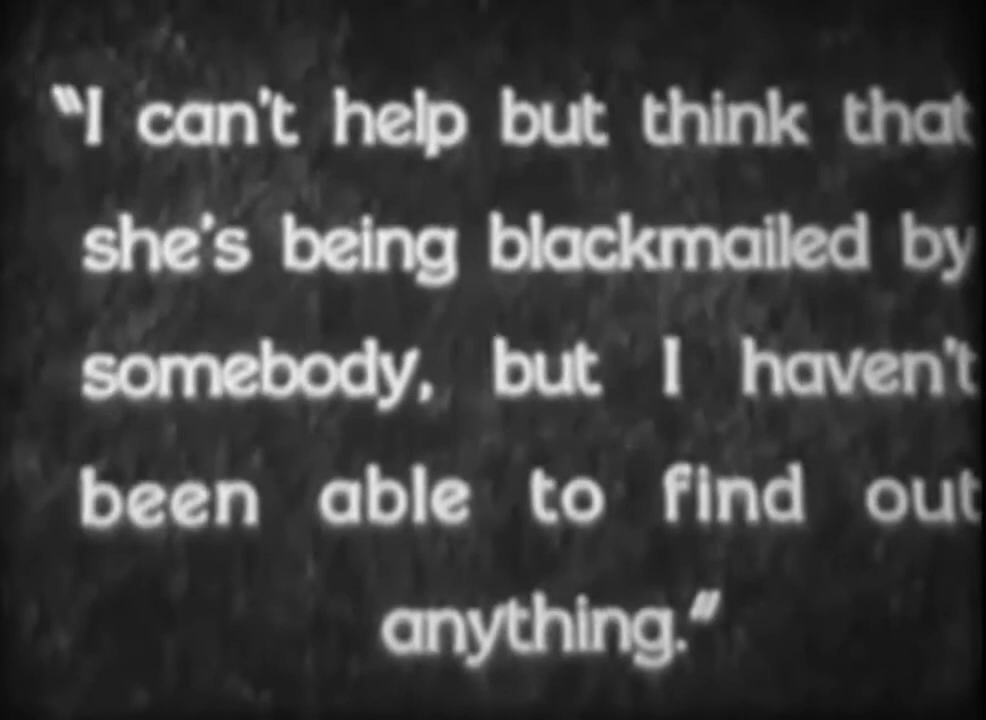 "I can't help but think that
she's being blackmailed by
somebody, but I haven't
been able to find out
anything."